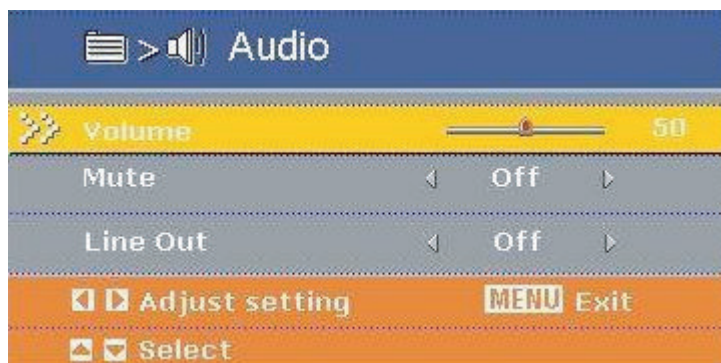 > Audio
Volume 50
Mute Off
Line Out Off
Adjust setting MENU Exit
Select